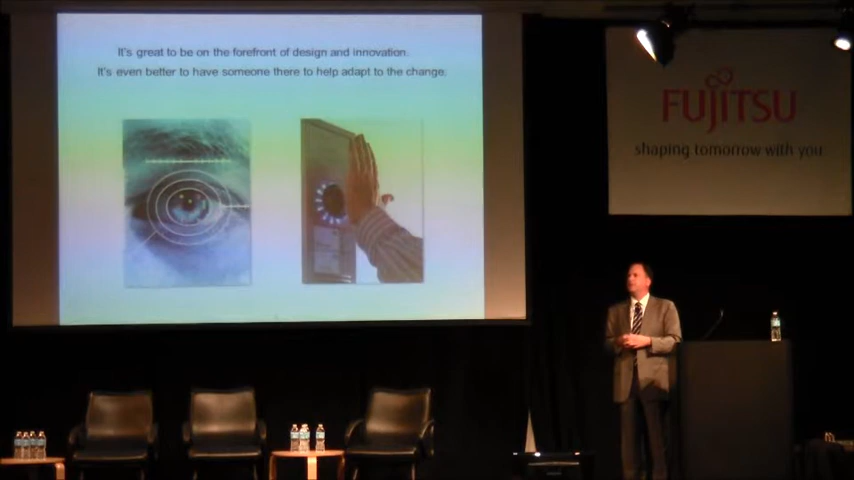 It's great to be on the forefront of design and innovation.
It's even better to have someone there to help adapt to the change.
FUJITSU
shaping tomorrow with you